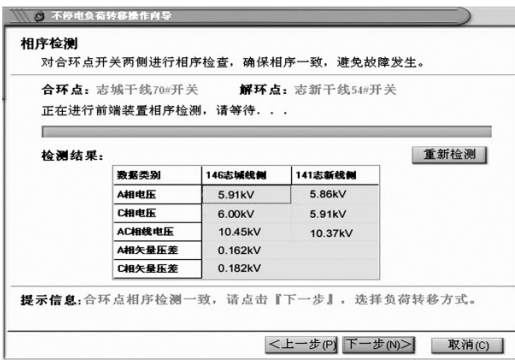 不停电负荷转移操作向导
相序检测
对合环点开关两侧进行相序检查，确保相序一致，避免故障发生。
合环点：志城干线70#开关 解环点：志新干线54#开关
正在进行前端装置相序检测，请等待．．．
检测结果： 重新检测
数据类别 146志城线侧 141志新线侧
A相电压 5.91kV 5.86kV
C相电压 6.00kV 5.91kV
AC相线电压 10.45kV 10.37kV
A相矢量压差 0.162kV
C相矢量压差 0.182kV
提示信息:合环点相序检测一致，请点击『下一步』，选择负荷转移方式。
<上一步(P) 下一步(N)> 取消(C)